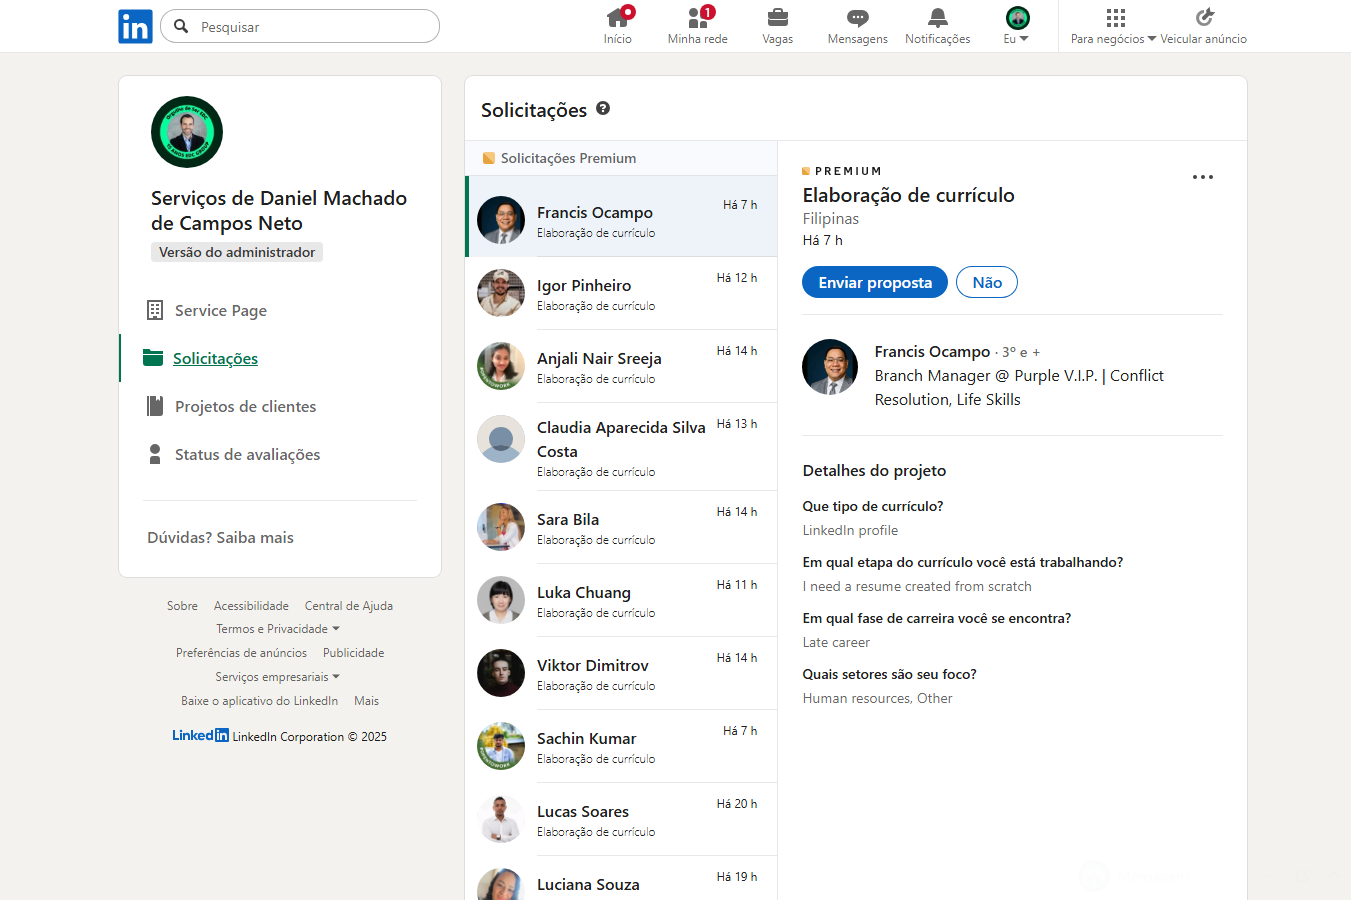 in
Pesquisar
Início
1
Minha rede
Vagas
Mensagens
Notificações
Eu
Para negócios
Veicular anúncio
Serviços de Daniel Machado
de Campos Neto
Versão do administrador
Service Page
Solicitações
Projetos de clientes
Status de avaliações
Dúvidas? Saiba mais
Sobre Acessibilidade Central de Ajuda
Termos e Privacidade
Preferências de anúncios Publicidade
Serviços empresariais
Baixe o aplicativo do LinkedIn Mais
LinkedIn LinkedIn Corporation © 2025
Solicitações
Solicitações Premium
Francis Ocampo Há 7 h
Elaboração de currículo
Igor Pinheiro Há 12 h
Elaboração de currículo
Anjali Nair Sreeja Há 14 h
Elaboração de currículo
Claudia Aparecida Silva Há 13 h
Costa
Elaboração de currículo
Sara Bila Há 14 h
Elaboração de currículo
Luka Chuang Há 11 h
Elaboração de currículo
Viktor Dimitrov Há 14 h
Elaboração de currículo
Sachin Kumar Há 7 h
Elaboração de currículo
Lucas Soares Há 20 h
Elaboração de currículo
Luciana Souza Há 19 h
PREMIUM
Elaboração de currículo
Filipinas
Há 7 h
Enviar proposta Não
Francis Ocampo · 3º e +
Branch Manager @ Purple V.I.P. | Conflict
Resolution, Life Skills
Detalhes do projeto
Que tipo de currículo?
LinkedIn profile
Em qual etapa do currículo você está trabalhando?
I need a resume created from scratch
Em qual fase de carreira você se encontra?
Late career
Quais setores são seu foco?
Human resources, Other